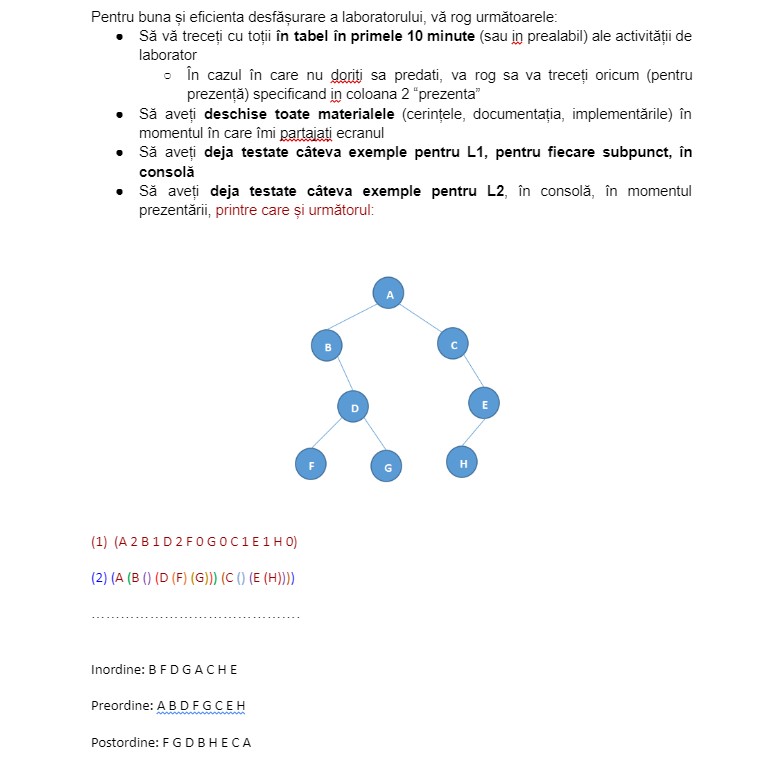 Pentru buna și eficienta desfășurare a laboratorului, vă rog următoarele:
● Să vă treceți cu toții în tabel în primele 10 minute (sau in prealabil) ale activității de
laborator
○ În cazul în care nu doriti sa predati, va rog sa va treceți oricum (pentru
prezență) specificand in coloana 2 “prezenta”
● Să aveți deschise toate materialele (cerințele, documentația, implementările) în
momentul în care îmi partajati ecranul
● Să aveți deja testate câteva exemple pentru L1, pentru fiecare subpunct, în
consolă
● Să aveți deja testate câteva exemple pentru L2, în consolă, în momentul
prezentării, printre care și următorul:
A
B
C
D
E
F
G
H
(1) (A 2 B 1 D 2 F 0 G 0 C 1 E 1 H 0)
(2) (A (B () (D (F) (G))) (C () (E (H))))
……………………………………
Inordine: B F D G A C H E
Preordine: A B D F G C E H
Postordine: F G D B H E C A